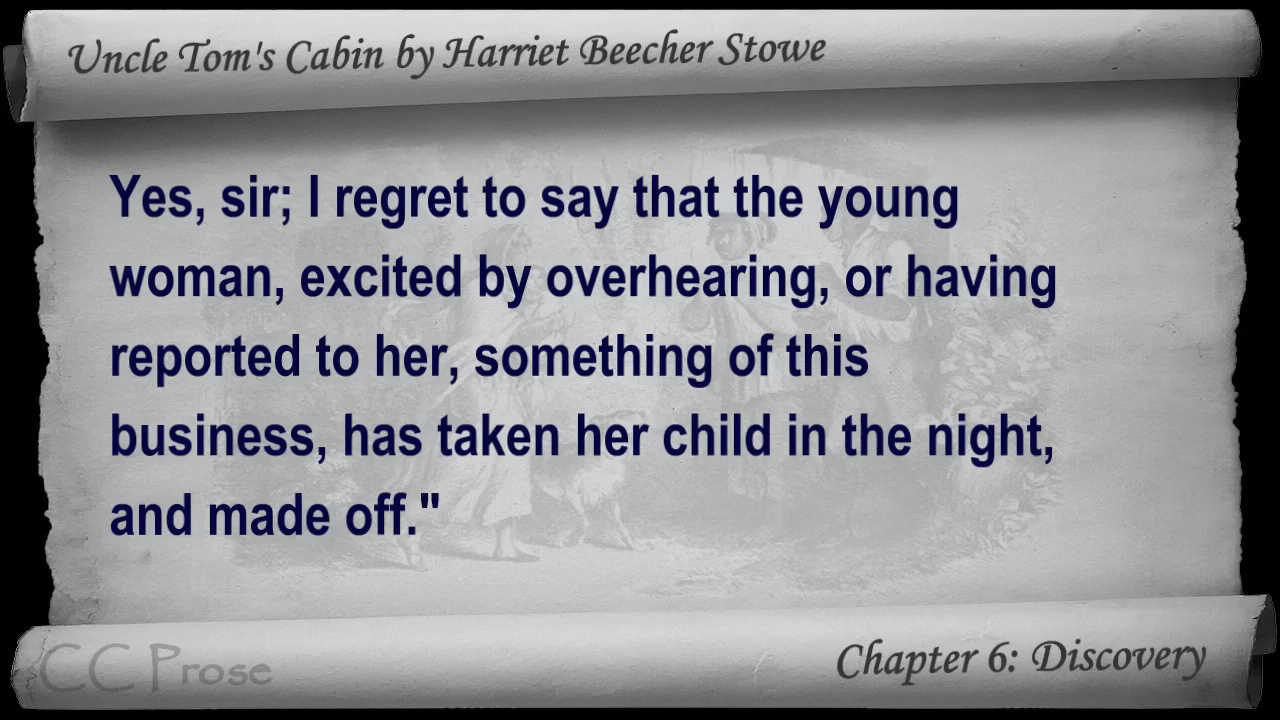 Uncle Tom's Cabin by Harriet Beecher Stowe
Yes, sir; I regret to say that the young
woman, excited by overhearing, or having
reported to her, something of this
business, has taken her child in the night,
and made off."
CC Prose
Chapter 6: Discovery